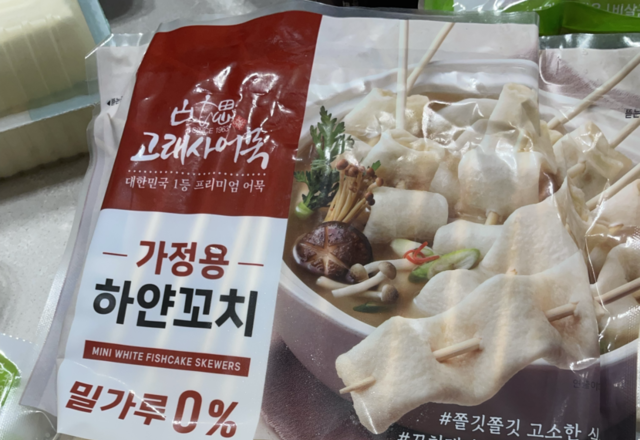 SINCE 1963
고래사어묵
대한민국 1등 프리미엄 어묵
가정용
하얀꼬치
MINI WHITE FISHCAKE SKEWERS
밀가루 0%
#쫄깃쫄깃 고소한